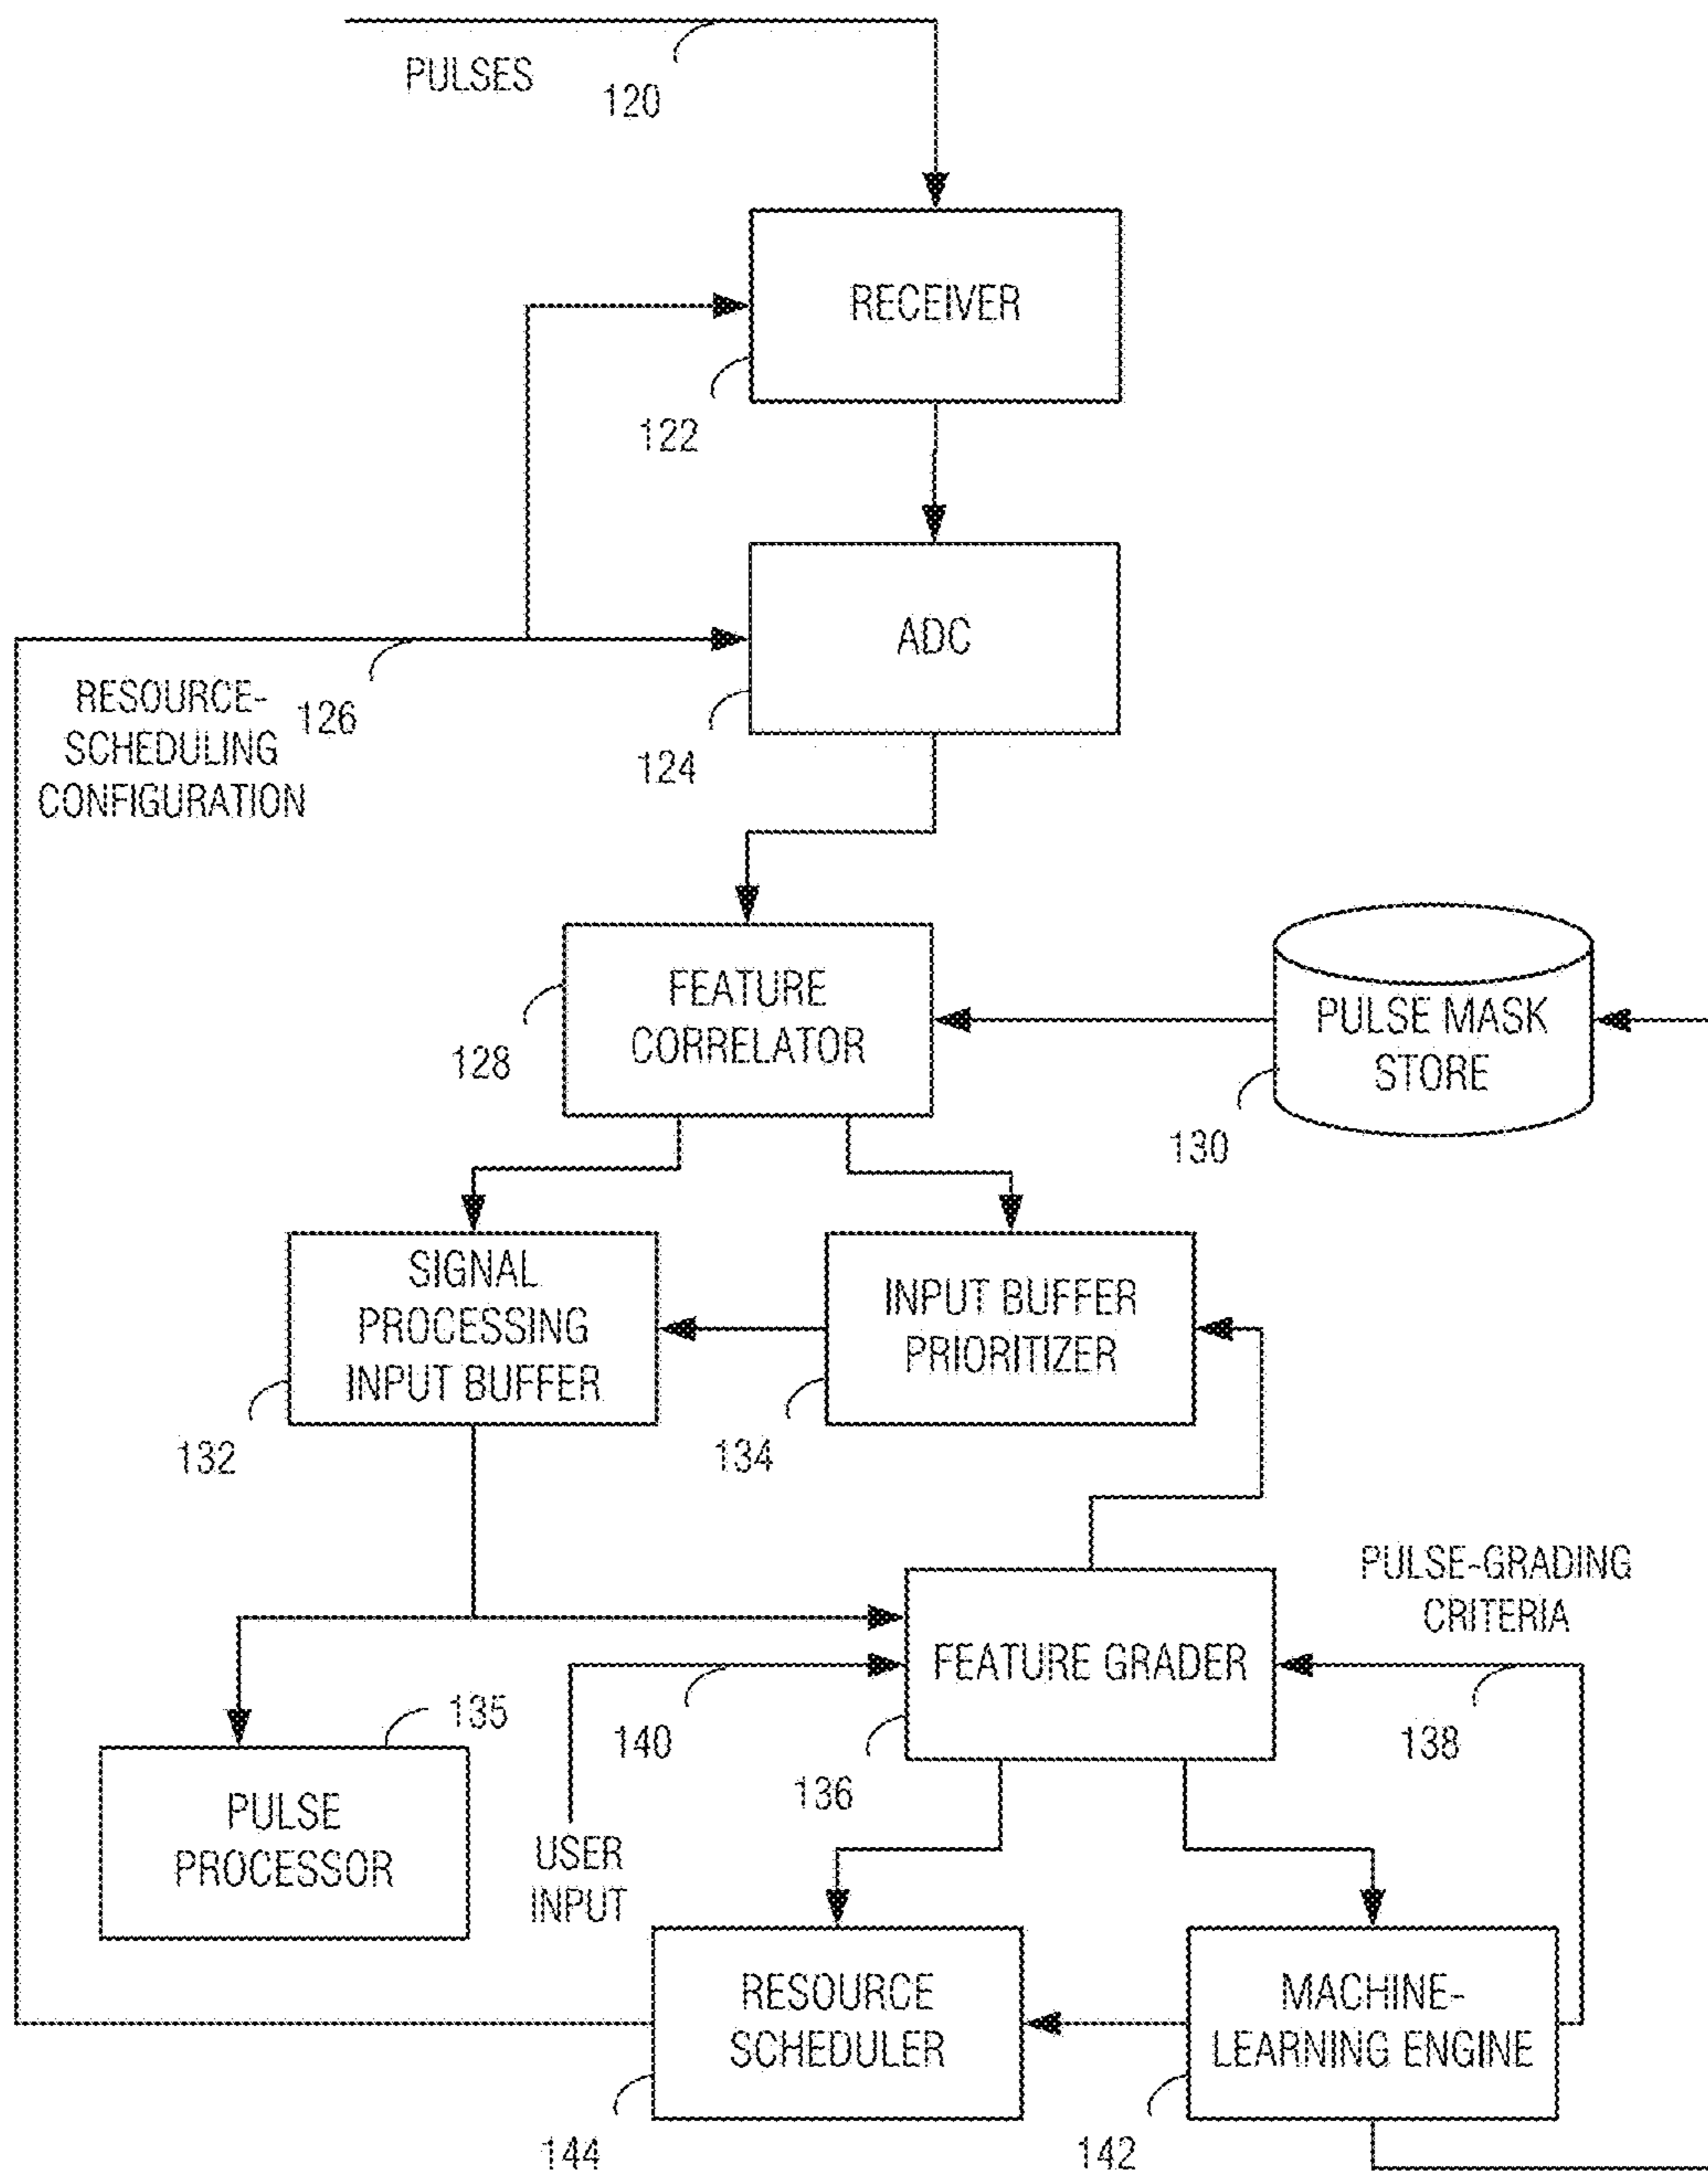 PULSES
120
RECEIVER
122
ADC
RESOURCE-
SCHEDULING
CONFIGURATION
126
124
FEATURE
CORRELATOR
128
PULSE MASK
STORE
130
SIGNAL
PROCESSING
INPUT BUFFER
132
INPUT BUFFER
PRIORITIZER
134
PULSE-GRADING
CRITERIA
FEATURE GRADER
135
140
136
138
PULSE
PROCESSOR
USER
INPUT
RESOURCE
SCHEDULER
144
MACHINE-
LEARNING ENGINE
142